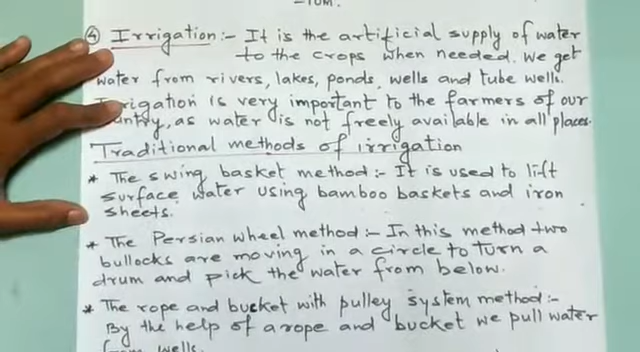 ④ Irrigation :- It is the artificial supply of water
to the crops when needed. We get
water from rivers, lakes, ponds, wells and tube wells.
Irrigation is very important to the farmers of our
untry, as water is not freely available in all places.
Traditional methods of irrigation
* The swing basket method :- It is used to lift
surface water using bamboo baskets and iron
sheets.
* The Persian wheel method :- In this method two
bullocks are moving in a circle to turn a
drum and pick the water from below.
* The rope and bucket with pulley system method :-
By the help of a rope and bucket we pull water
from wells.